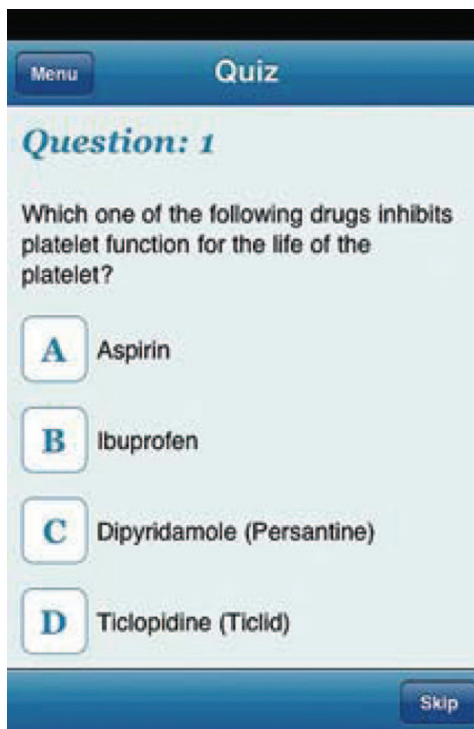 Menu
Quiz
Question: 1
Which one of the following drugs inhibits
platelet function for the life of the
platelet?
A Aspirin
B Ibuprofen
C Dipyridamole (Persantine)
D Ticlopidine (Ticlid)
Skip